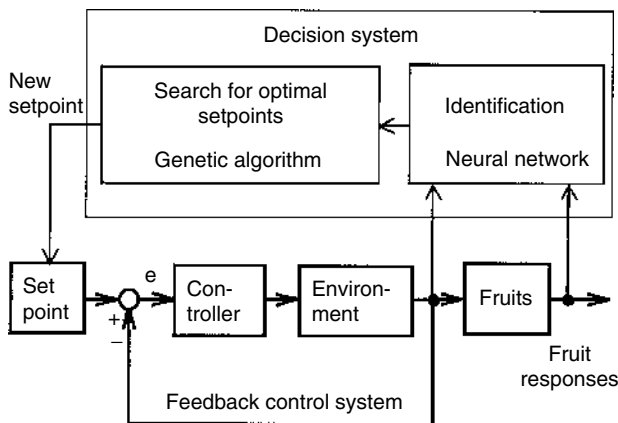 Decision system
New
setpoint
Search for optimal
setpoints
Genetic algorithm
Identification
Neural network
Set
point
+
−
e
Con-
troller
Environ-
ment
Fruits
Fruit
responses
Feedback control system